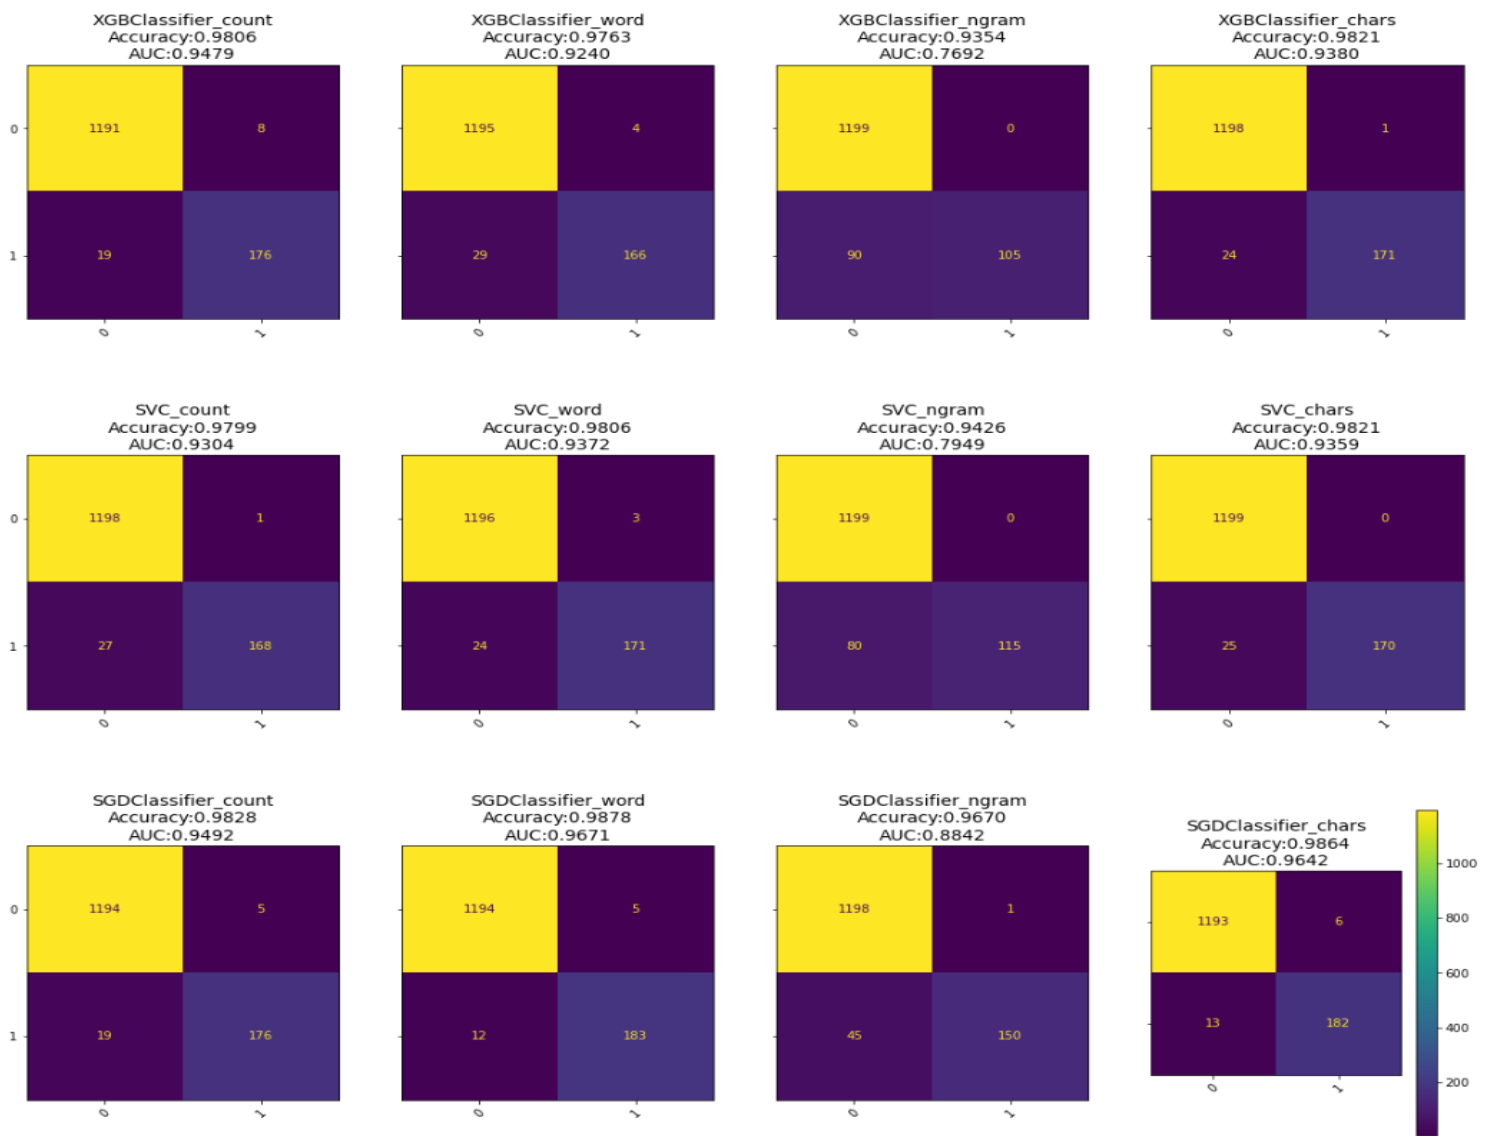 XGBClassifier_count
Accuracy:0.9806
AUC:0.9479
0
1191
8
1
19
176
0
1
XGBClassifier_word
Accuracy:0.9763
AUC:0.9240
1195
4
29
166
0
1
XGBClassifier_ngram
Accuracy:0.9354
AUC:0.7692
1199
0
90
105
0
1
XGBClassifier_chars
Accuracy:0.9821
AUC:0.9380
1198
1
24
171
0
1
SVC_count
Accuracy:0.9799
AUC:0.9304
0
1198
1
1
27
168
0
1
SVC_word
Accuracy:0.9806
AUC:0.9372
1196
3
24
171
0
1
SVC_ngram
Accuracy:0.9426
AUC:0.7949
1199
0
80
115
0
1
SVC_chars
Accuracy:0.9821
AUC:0.9359
1199
0
25
170
0
1
SGDClassifier_count
Accuracy:0.9828
AUC:0.9492
0
1194
5
1
19
176
0
1
SGDClassifier_word
Accuracy:0.9878
AUC:0.9671
1194
5
12
183
0
1
SGDClassifier_ngram
Accuracy:0.9670
AUC:0.8842
1198
1
45
150
0
1
SGDClassifier_chars
Accuracy:0.9864
AUC:0.9642
1193
6
13
182
0
1
1000
800
600
400
200